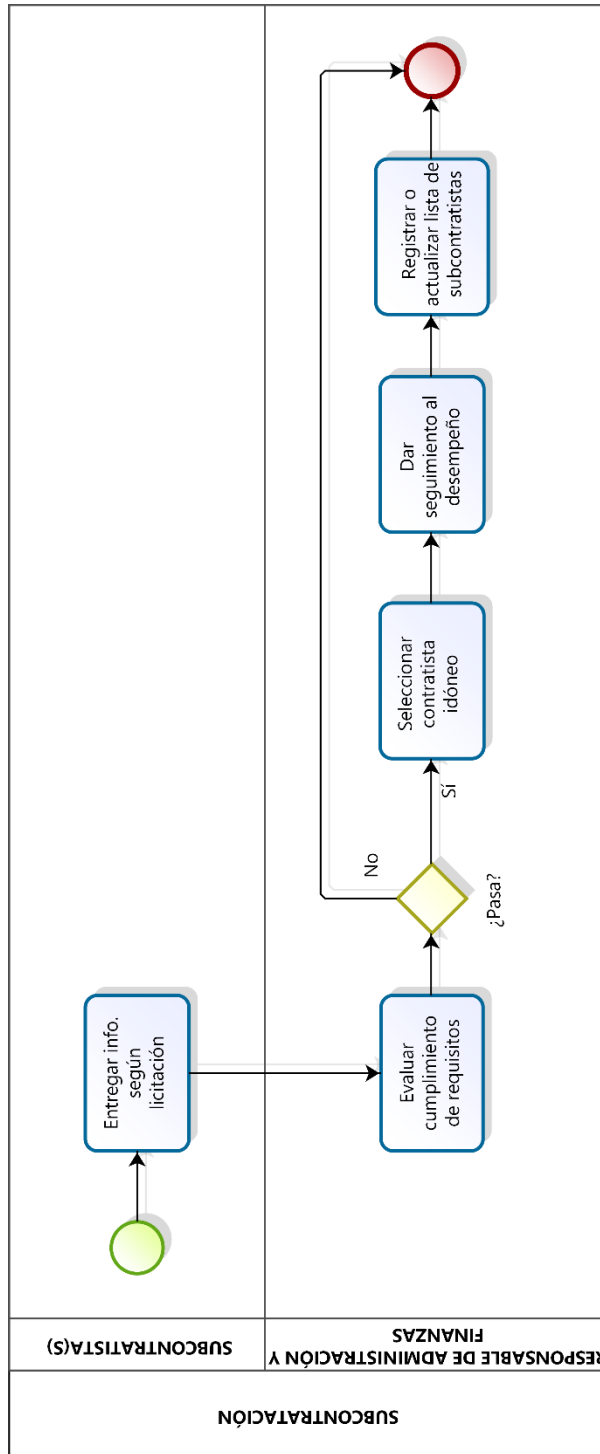 SUBCONTRATACIÓN
SUBCONTRATISTA(S)
Entregar info.
según
licitación
RESPONSABLE DE ADMINISTRACIÓN Y
FINANZAS
Evaluar
cumplimiento
de requisitos
¿Pasa?
No
Sí
Seleccionar
contratista
idóneo
Dar
seguimiento al
desempeño
Registrar o
actualizar lista de
subcontratistas